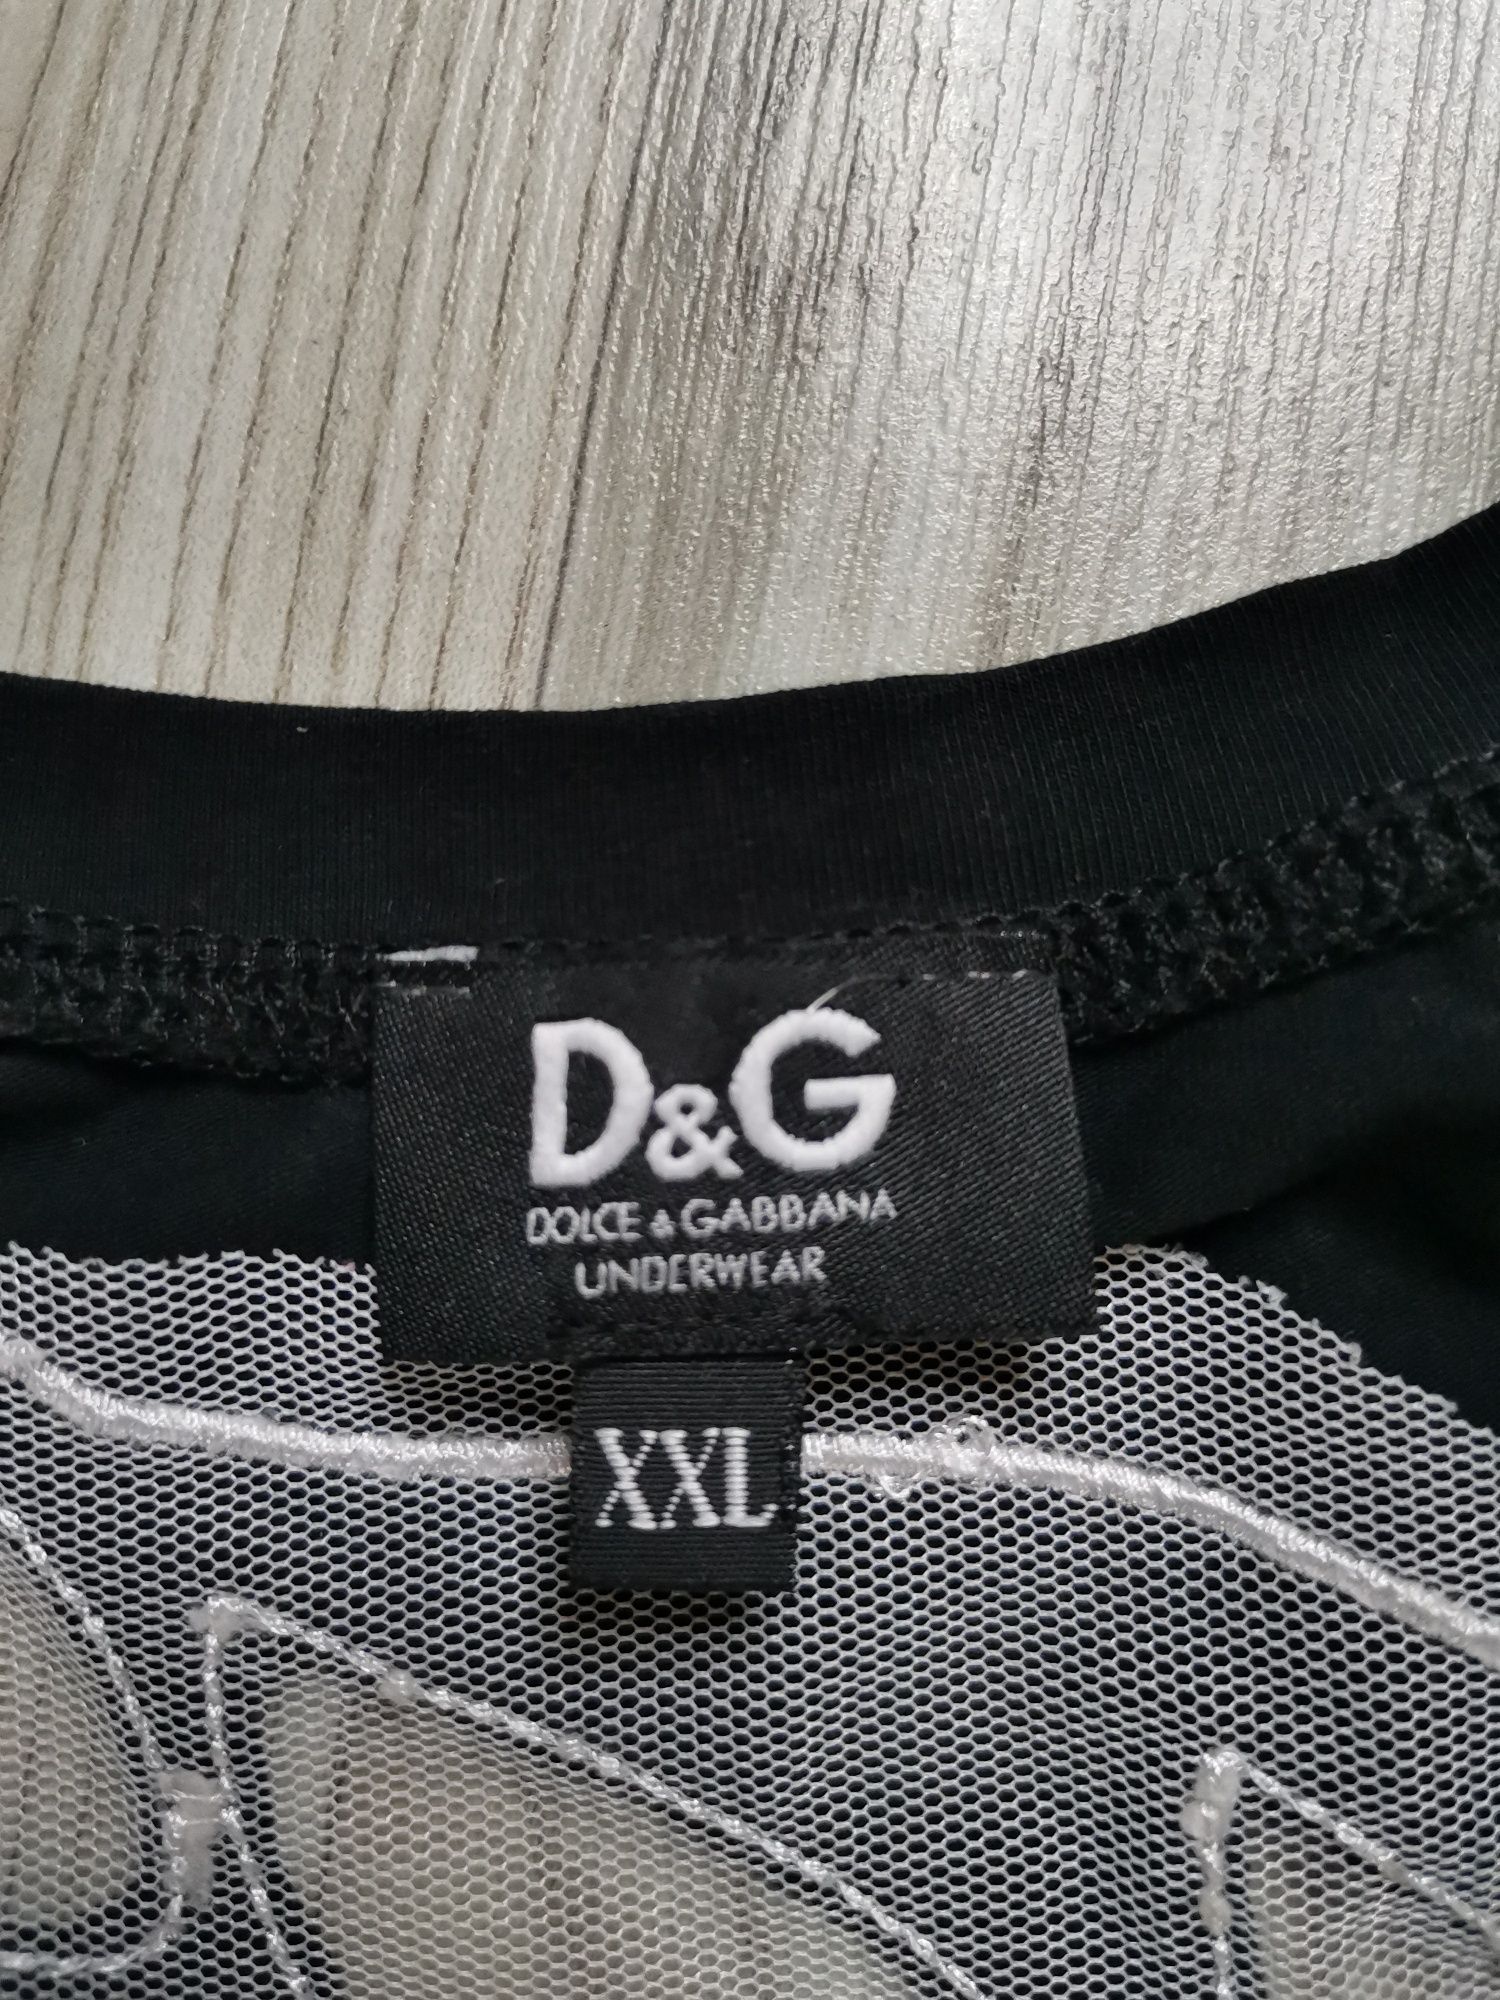 D&G
DOLCE & GABBANA
UNDERWEAR
XXL